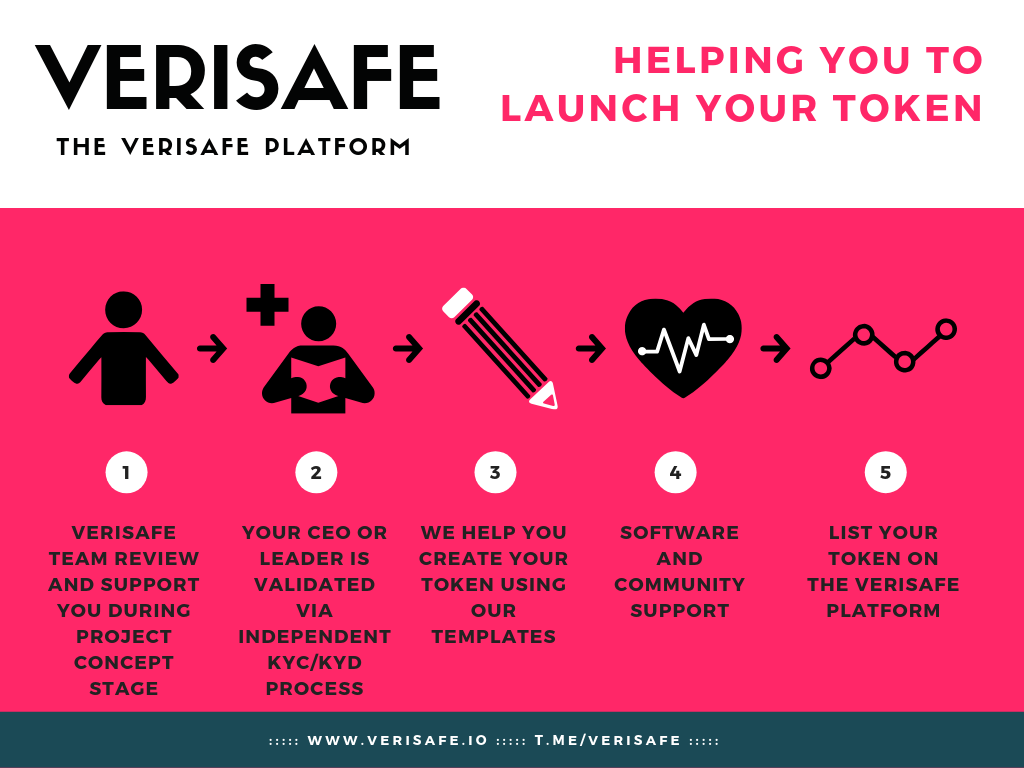 VERISAFE
THE VERISAFE PLATFORM
HELPING YOU TO
LAUNCH YOUR TOKEN
1
VERISAFE
TEAM REVIEW
AND SUPPORT
YOU DURING
PROJECT
CONCEPT
STAGE
2
YOUR CEO OR
LEADER IS
VALIDATED
VIA
INDEPENDENT
KYC/KYD
PROCESS
3
WE HELP YOU
CREATE YOUR
TOKEN USING
OUR
TEMPLATES
4
SOFTWARE
AND
COMMUNITY
SUPPORT
5
LIST YOUR
TOKEN ON
THE VERISAFE
PLATFORM
::::: WWW.VERISAFE.IO ::::: T.ME/VERISAFE :::::